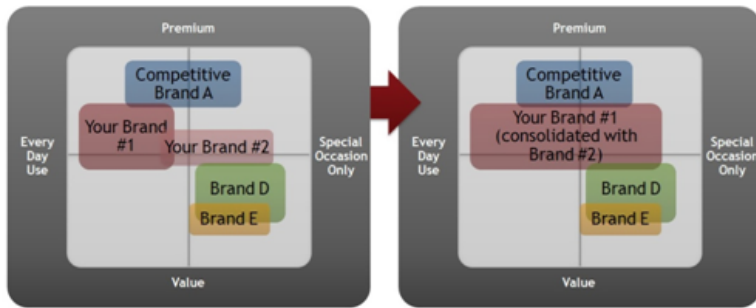 Premium
Competitive
Brand A
Your Brand
#1
Your Brand #2
Every
Day
Use
Special
Occasion
Only
Brand D
Brand E
Value
Premium
Competitive
Brand A
Your Brand #1
(consolidated with
Brand #2)
Every
Day
Use
Special
Occasion
Only
Brand D
Brand E
Value